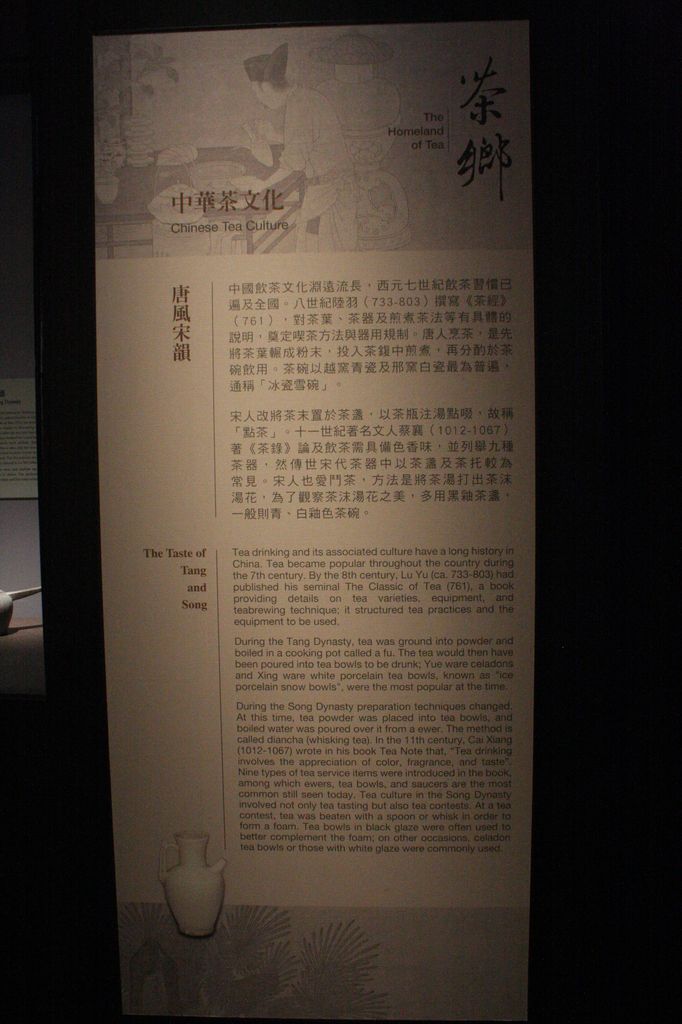 茶鄉
The
Homeland
of Tea
中華茶文化
Chinese Tea Culture
唐風宋韻
中國飲茶文化淵遠流長，西元七世紀飲茶習慣已
遍及全國。八世紀陸羽（733-803）撰寫《茶經》
（761），對茶葉、茶器及煎煮茶法等有具體的
說明，奠定喫茶方法與器用規制。唐人烹茶，是先
將茶葉輾成粉末，投入茶鍑中煎煮，再分酌於茶
碗飲用。茶碗以越窯青瓷及邢窯白瓷最為普遍，
通稱「冰瓷雪碗」。
宋人改將茶末置於茶盞，以茶瓶注湯點啜，故稱
「點茶」。十一世紀著名文人蔡襄（1012-1067）
著《茶錄》論及飲茶需具備色香味，並列舉九種
茶器，然傳世宋代茶器中以茶盞及茶托較為
常見。宋人也愛鬥茶，方法是將茶湯打出茶沫
湯花，為了觀察茶沫湯花之美，多用黑釉茶盞，
一般則青、白釉色茶碗。
The Taste of
Tang
and
Song
Tea drinking and its associated culture have a long history in
China. Tea became popular throughout the country during
the 7th century. By the 8th century, Lu Yu (ca. 733-803) had
published his seminal The Classic of Tea (761), a book
providing details on tea varieties, equipment, and
teabrewing technique; it structured tea practices and the
equipment to be used.
During the Tang Dynasty, tea was ground into powder and
boiled in a cooking pot called a fu. The tea would then have
been poured into tea bowls to be drunk; Yue ware celadons
and Xing ware white porcelain tea bowls, known as "ice
porcelain snow bowls", were the most popular at the time.
During the Song Dynasty preparation techniques changed.
At this time, tea powder was placed into tea bowls, and
boiled water was poured over it from a ewer. The method is
called diancha (whisking tea). In the 11th century, Cai Xiang
(1012-1067) wrote in his book Tea Note that, "Tea drinking
involves the appreciation of color, fragrance, and taste".
Nine types of tea service items were introduced in the book,
among which ewers, tea bowls, and saucers are the most
common still seen today. Tea culture in the Song Dynasty
involved not only tea tasting but also tea contests. At a tea
contest, tea was beaten with a spoon or whisk in order to
form a foam. Tea bowls in black glaze were often used to
better complement the foam; on other occasions, celadon
tea bowls or those with white glaze were commonly used.